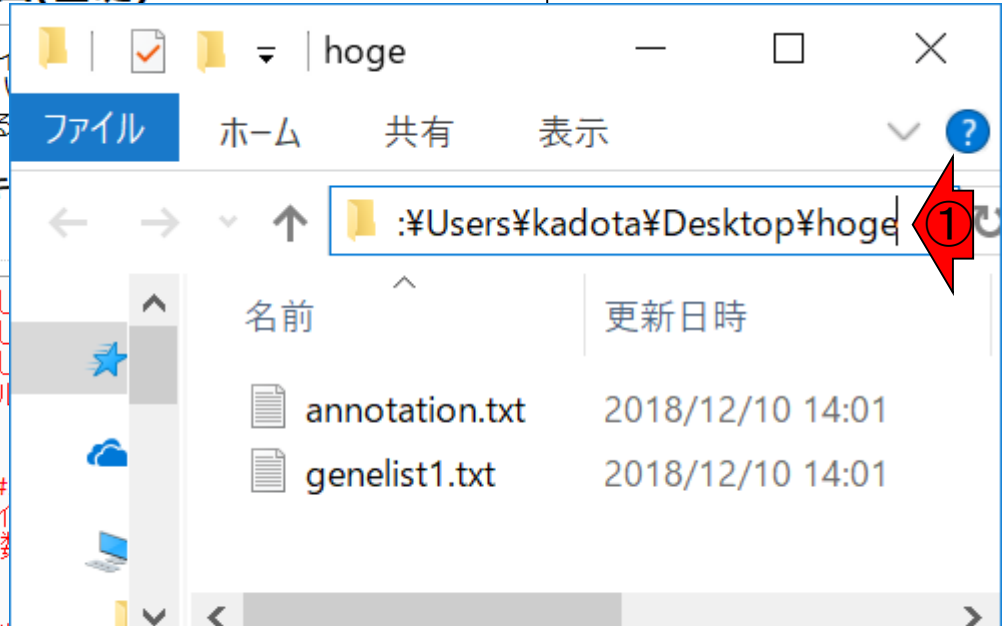 hoge
ファイル ホーム 共有 表示 ?
:¥Users¥kadota¥Desktop¥hoge ①
名前 更新日時
annotation.txt 2018/12/10 14:01
genelist1.txt 2018/12/10 14:01